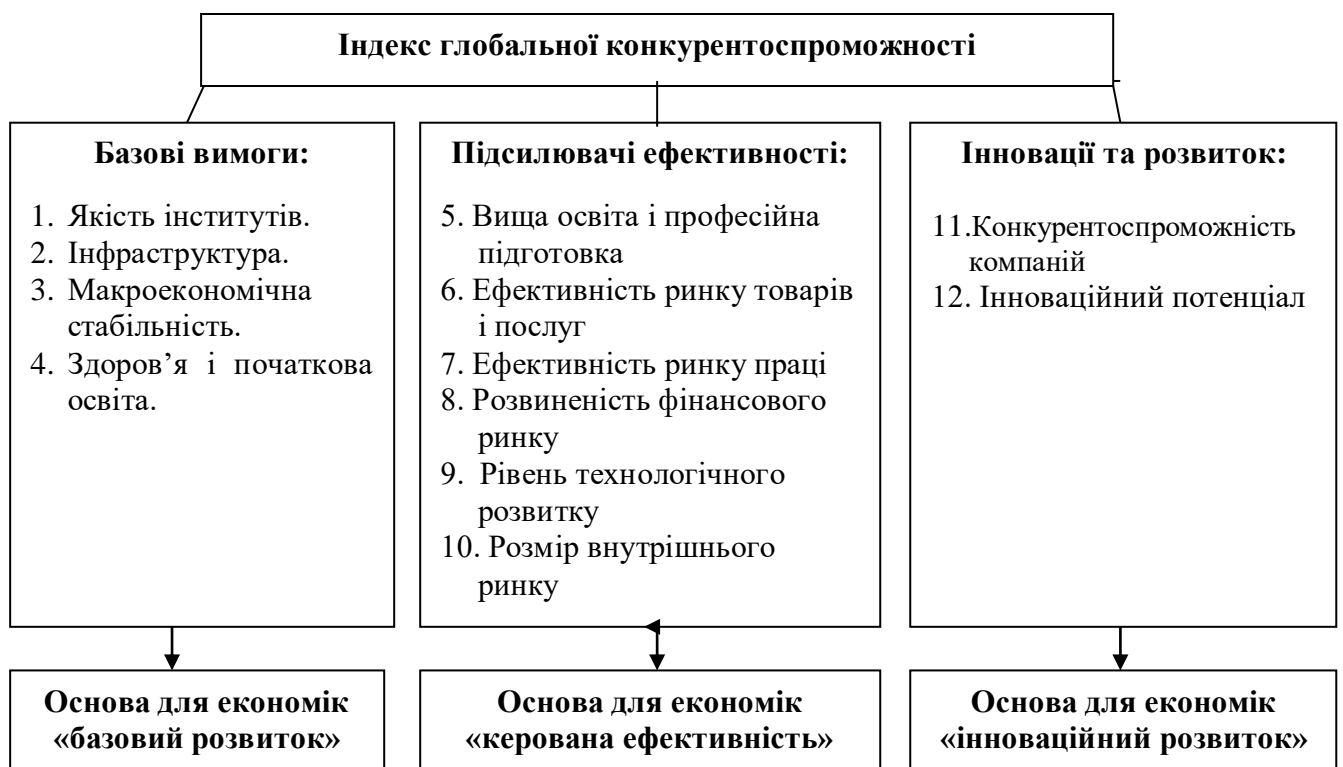 Індекс глобальної конкурентоспроможності
Базові вимоги:
1. Якість інститутів.
2. Інфраструктура.
3. Макроекономічна
стабільність.
4. Здоров’я і початкова
освіта.
Підсилювачі ефективності:
5. Вища освіта і професійна
підготовка
6. Ефективність ринку товарів
і послуг
7. Ефективність ринку праці
8. Розвиненість фінансового
ринку
9. Рівень технологічного
розвитку
10. Розмір внутрішнього
ринку
Інновації та розвиток:
11.Конкурентоспроможність
компаній
12. Інноваційний потенціал
Основа для економік
«базовий розвиток»
Основа для економік
«керована ефективність»
Основа для економік
«інноваційний розвиток»